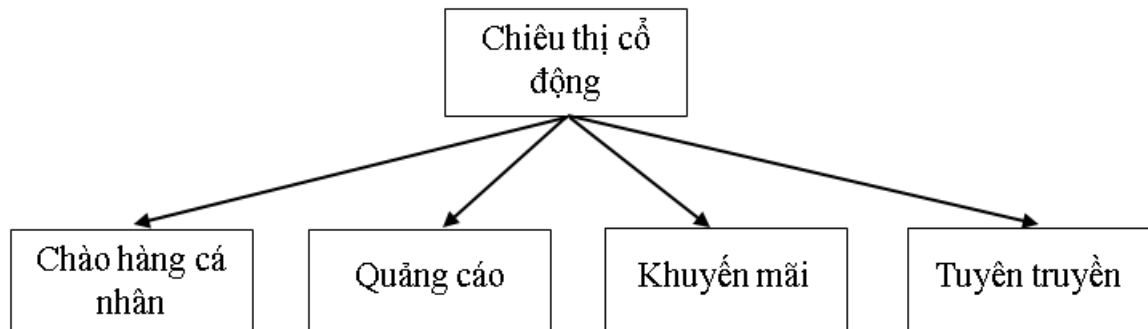 Chiêu thị cổ
động
Chào hàng cá
nhân
Quảng cáo
Khuyến mãi
Tuyên truyền